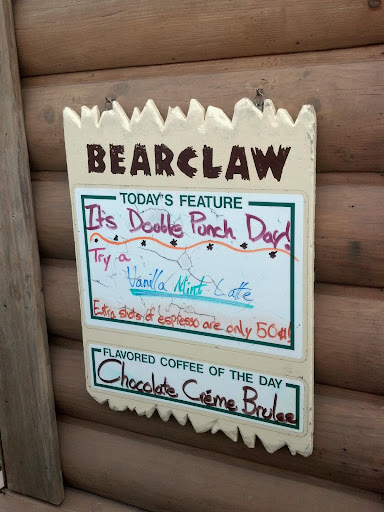 BEARCLAW
TODAY'S FEATURE
It's Double Punch Day!
Try a
Vanilla Mint Latte
Extra shots of espresso are only 50¢!
FLAVORED COFFEE OF THE DAY
Chocolate Créme Brulee